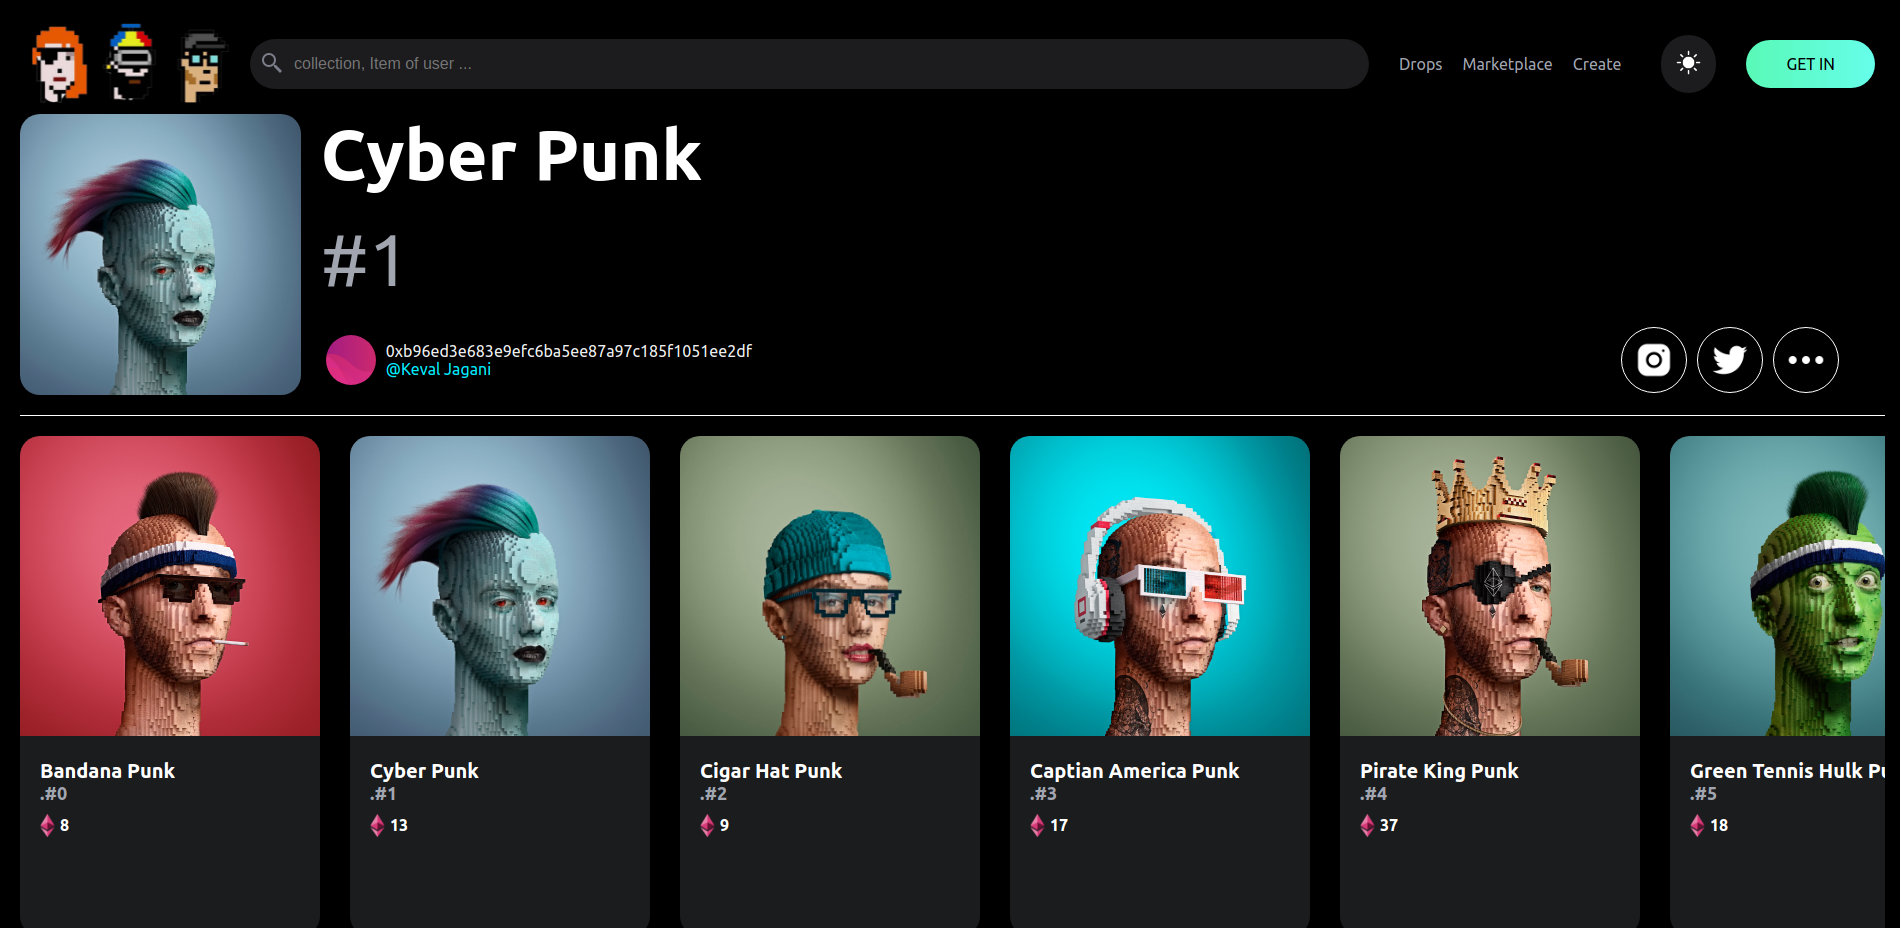 collection, Item of user ...
Drops
Marketplace
Create
GET IN
Cyber Punk
#1
0xb96ed3e683e9efc6ba5ee87a97c185f1051ee2df
@Keval Jagani
Bandana Punk
.#0
8
Cyber Punk
.#1
13
Cigar Hat Punk
.#2
9
Captian America Punk
.#3
17
Pirate King Punk
.#4
37
Green Tennis Hulk Pu
.#5
18